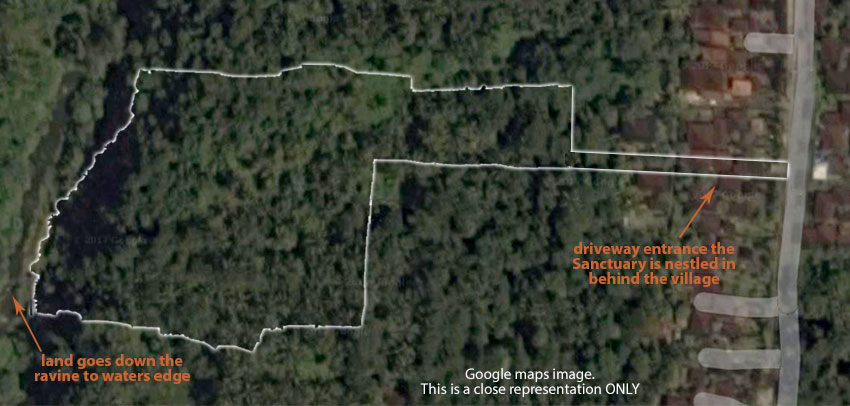 driveway entrance the
Sanctuary is nestled in
behind the village
land goes down the
ravine to waters edge
Google maps image.
This is a close representation ONLY